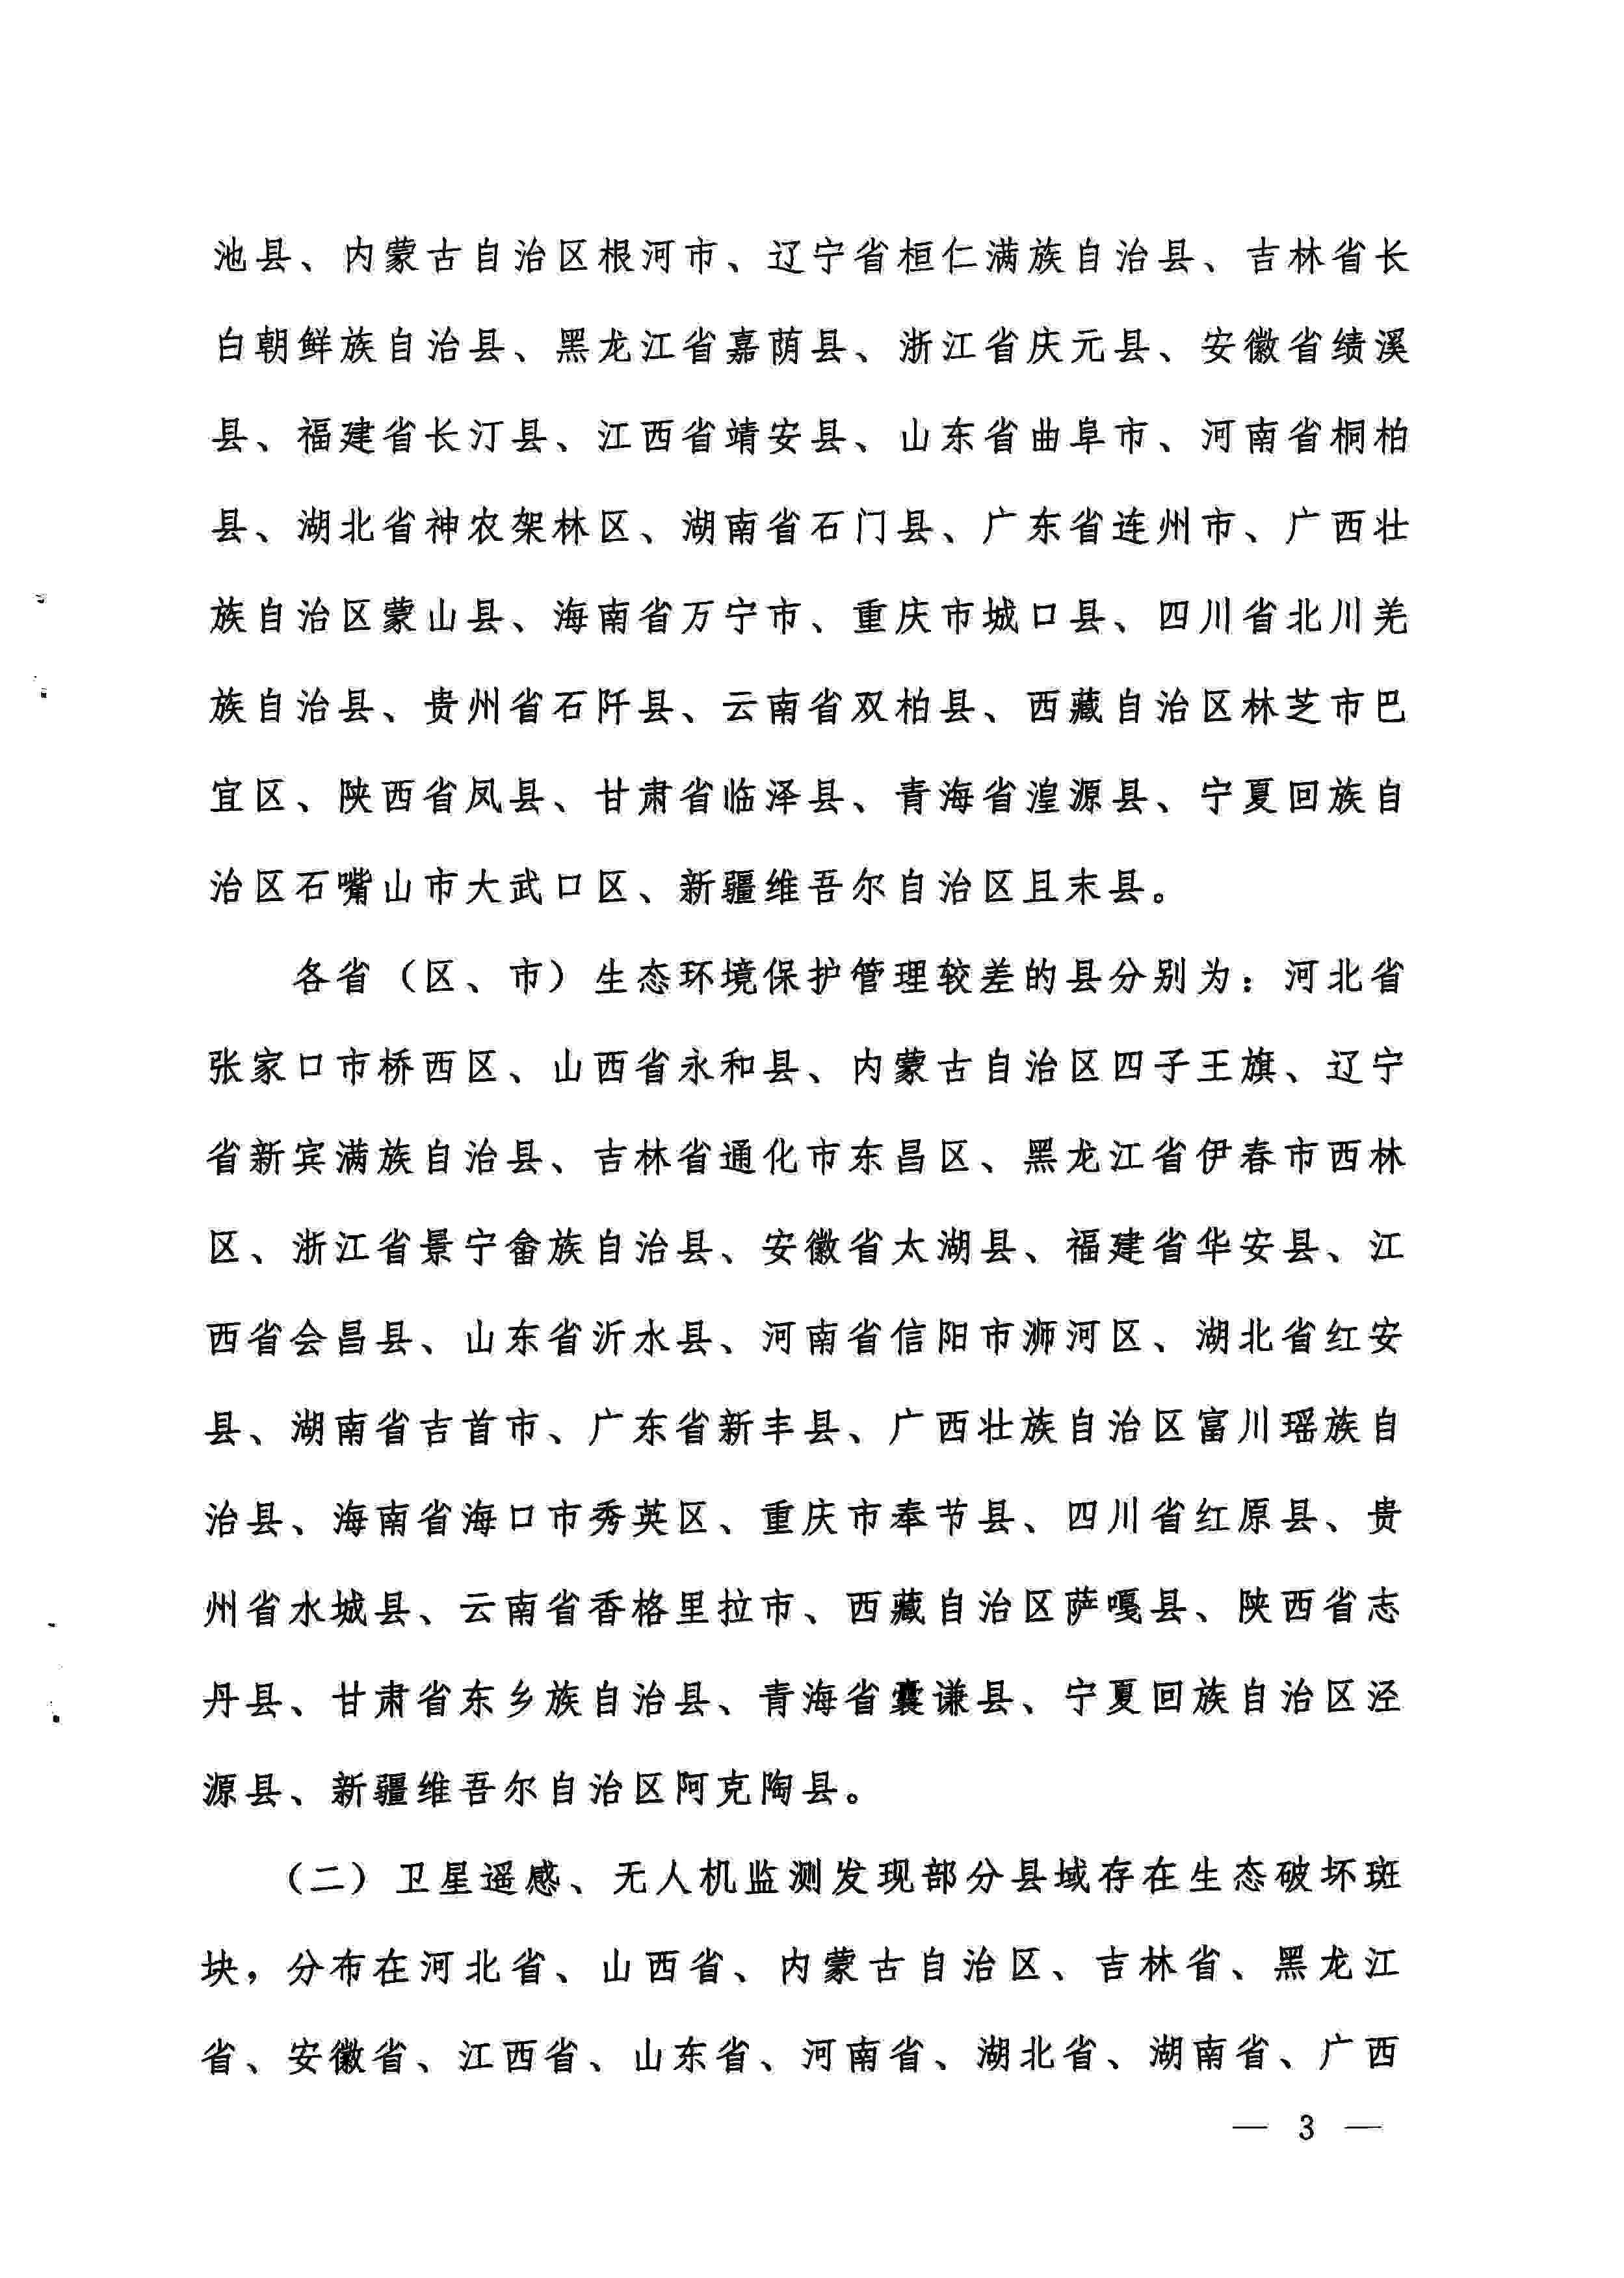 池县、内蒙古自治区根河市、辽宁省桓仁满族自治县、吉林省长
白朝鲜族自治县、黑龙江省嘉荫县、浙江省庆元县、安徽省绩溪
县、福建省长汀县、江西省靖安县、山东省曲阜市、河南省桐柏
县、湖北省神农架林区、湖南省石门县、广东省连州市、广西壮
族自治区蒙山县、海南省万宁市、重庆市城口县、四川省北川羌
族自治县、贵州省石阡县、云南省双柏县、西藏自治区林芝市巴
宜区、陕西省凤县、甘肃省临泽县、青海省湟源县、宁夏回族自
治区石嘴山市大武口区、新疆维吾尔自治区且末县。
各省（区、市）生态环境保护管理较差的县分别为：河北省
张家口市桥西区、山西省永和县、内蒙古自治区四子王旗、辽宁
省新宾满族自治县、吉林省通化市东昌区、黑龙江省伊春市西林
区、浙江省景宁畲族自治县、安徽省太湖县、福建省华安县、江
西省会昌县、山东省沂水县、河南省信阳市浉河区、湖北省红安
县、湖南省吉首市、广东省新丰县、广西壮族自治区富川瑶族自
治县、海南省海口市秀英区、重庆市奉节县、四川省红原县、贵
州省水城县、云南省香格里拉市、西藏自治区萨嘎县、陕西省志
丹县、甘肃省东乡族自治县、青海省囊谦县、宁夏回族自治区泾
源县、新疆维吾尔自治区阿克陶县。
（二）卫星遥感、无人机监测发现部分县域存在生态破坏斑
块，分布在河北省、山西省、内蒙古自治区、吉林省、黑龙江
省、安徽省、江西省、山东省、河南省、湖北省、湖南省、广西
— 3 —